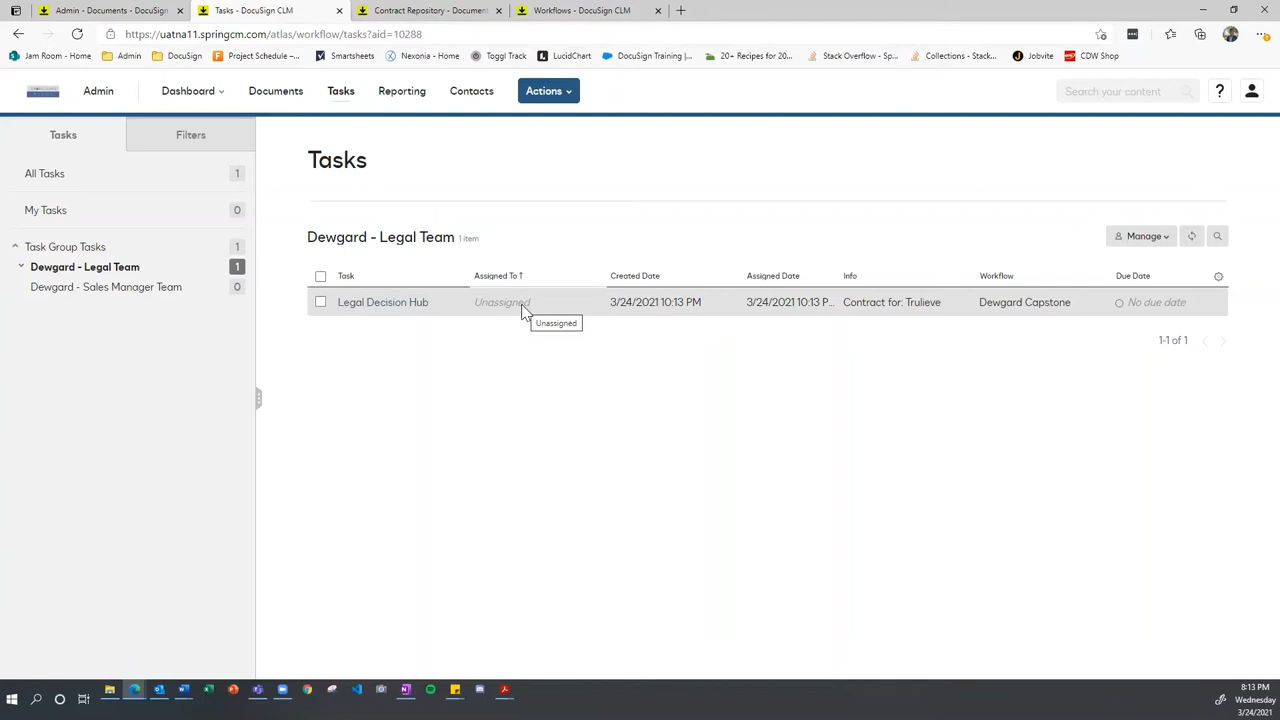 Admin - Documents - DocuSign
Tasks - DocuSign CLM
Contract Repository - Document
Workflows - DocuSign CLM
https://uatna11.springcm.com/atlas/workflow/tasks?aid=10288
Jam Room - Home
Admin
DocuSign
Project Schedule –...
Smartsheets
Nexonia - Home
Toggl Track
LucidChart
DocuSign Training |...
20+ Recipes for 20...
Stack Overflow - Sp...
Collections - Stack...
Jobvite
CDW Shop
Admin
Dashboard
Documents
Tasks
Reporting
Contacts
Actions
Search your content
?
Tasks
Filters
All Tasks 1
My Tasks 0
Task Group Tasks 1
Dewgard - Legal Team 1
Dewgard - Sales Manager Team 0
Tasks
Dewgard - Legal Team 1 item
Manage
Task Assigned To ↑ Created Date Assigned Date Info Workflow Due Date
Legal Decision Hub Unassigned 3/24/2021 10:13 PM 3/24/2021 10:13 P... Contract for: Trulieve Dewgard Capstone No due date
Unassigned
1-1 of 1
8:13 PM
Wednesday
3/24/2021